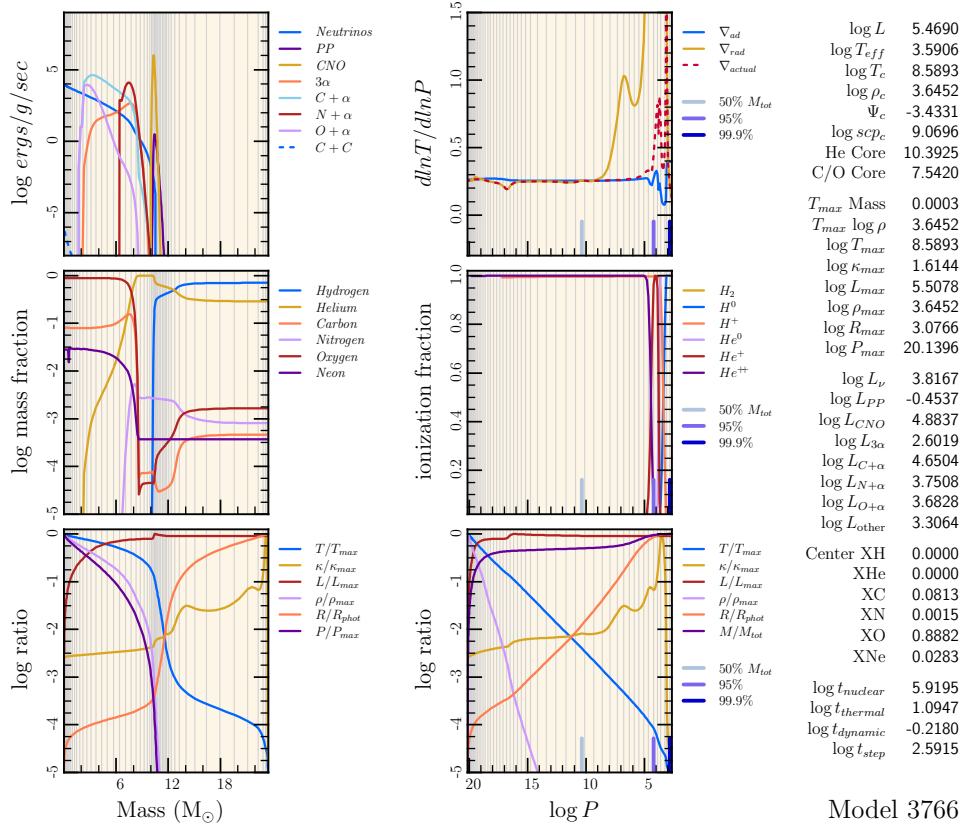 log ergs/g/sec
5
0
-5
Neutrinos
PP
CNO
3α
C + α
N + α
O + α
C + C
dlnT/dlnP
1.5
1.0
0.5
0.0
∇ad
∇rad
∇actual
50% Mtot
95%
99.9%
log L 5.4690
log Teff 3.5906
log Tc 8.5893
log ρc 3.6452
Ψc -3.4331
log scpc 9.0696
He Core 10.3925
C/O Core 7.5420
Tmax Mass 0.0003
Tmax log ρ 3.6452
log Tmax 8.5893
log κmax 1.6144
log Lmax 5.5078
log ρmax 3.6452
log Rmax 3.0766
log Pmax 20.1396
log Lν 3.8167
log LPP -0.4537
log LCNO 4.8837
log L3α 2.6019
log LC+α 4.6504
log LN+α 3.7508
log LO+α 3.6828
log Lother 3.3064
Center XH 0.0000
XHe 0.0000
XC 0.0813
XN 0.0015
XO 0.8882
XNe 0.0283
log tnuclear 5.9195
log tthermal 1.0947
log tdynamic -0.2180
log tstep 2.5915
log mass fraction
0
-1
-2
-3
-4
-5
Hydrogen
Helium
Carbon
Nitrogen
Oxygen
Neon
ionization fraction
1.0
0.8
0.6
0.4
0.2
H2
H0
H+
He0
He+
He++
50% Mtot
95%
99.9%
log ratio
0
-1
-2
-3
-4
-5
T/Tmax
κ/κmax
L/Lmax
ρ/ρmax
R/Rphot
P/Pmax
6 12 18
Mass (M⊙)
log ratio
0
-1
-2
-3
-4
-5
T/Tmax
κ/κmax
L/Lmax
ρ/ρmax
R/Rphot
M/Mtot
50% Mtot
95%
99.9%
20 15 10 5
log P
Model 3766